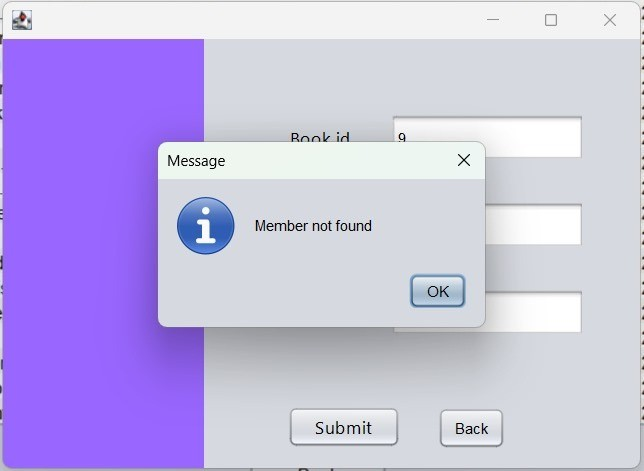 Book id 9
Message
Member not found
OK
Submit Back